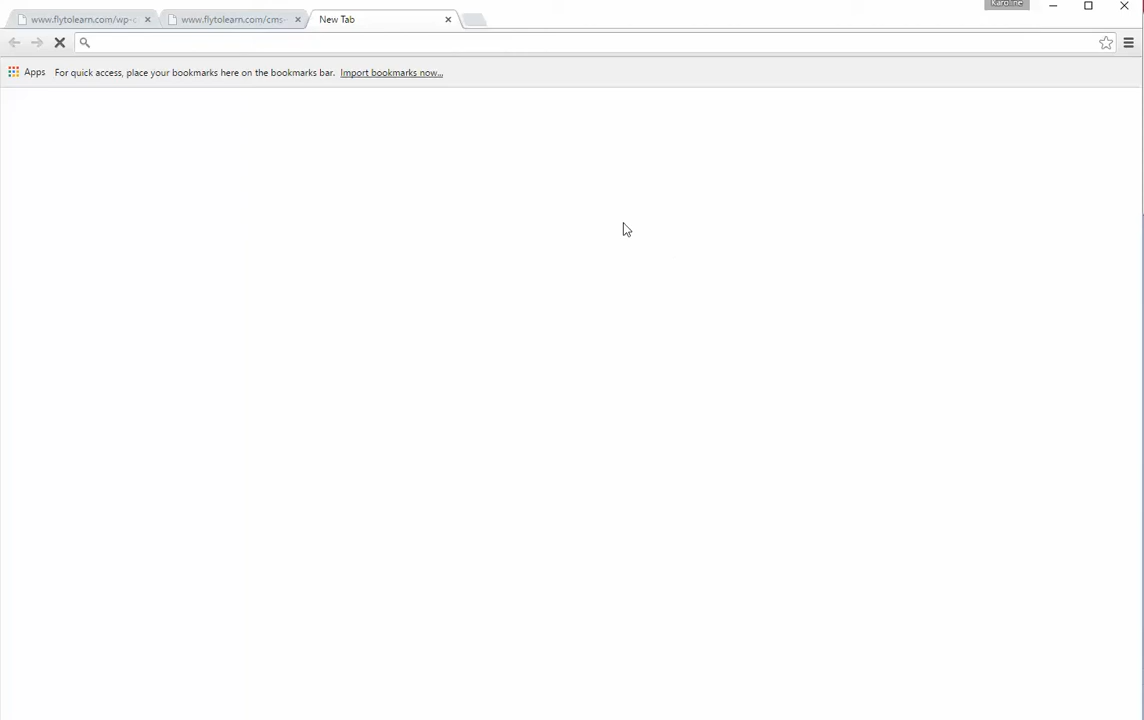 Karoline
www.flytolearn.com/wp-c
www.flytolearn.com/cms-
New Tab
Apps
For quick access, place your bookmarks here on the bookmarks bar. Import bookmarks now...